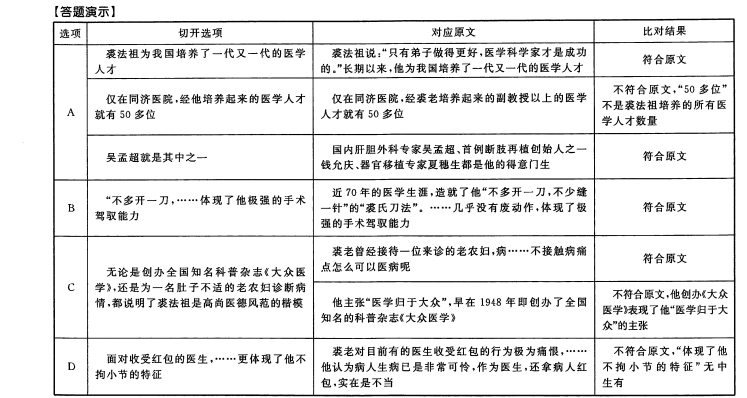 【答题演示】
选项
切开选项
对应原文
比对结果
A
裘法祖为我国培养了一代又一代的医学
人才
裘法祖说:“只有弟子做得更好,医学科学家才是成功
的。”长期以来,他为我国培养了一代又一代的医学人才
符合原文
仅在同济医院,经他培养起来的医学人才
就有50多位
仅在同济医院,经裘老培养起来的副教授以上的医学
人才就有50多位
不符合原文,“50多位”
不是裘法祖培养的所有医
学人才数量
吴孟超就是其中之一
国内肝胆外科专家吴孟超、首例断肢再植创始人之一
钱允庆、器官移植专家夏穗生都是他的得意门生
符合原文
B
“不多开一刀,……体现了他极强的手术
驾驭能力
近70年的医学生涯,造就了他“不多开一刀,不少缝
一针”的“裘氏刀法”。……几乎没有废动作,体现了极
强的手术驾驭能力
符合原文
C
无论是创办全国知名科普杂志《大众医
学》,还是为一名肚子不适的老农妇诊断病
情,都说明了裘法祖是高尚医德风范的楷模
裘老曾经接待一位来诊的老农妇,病……不接触病痛
点怎么可以医病呢
符合原文
他主张“医学归于大众”,早在1948年即创办了全国
知名的科普杂志《大众医学》
不符合原文,他创办《大众
医学》表现了他“医学归于大
众”的主张
D
面对收受红包的医生,……更体现了他不
拘小节的特征
裘老对目前有的医生收受红包的行为极为痛恨,……
他认为病人生病已是非常可怜,作为医生,还拿病人红
包,实在是不当
不符合原文,“体现了他
不拘小节的特征”无中
生有